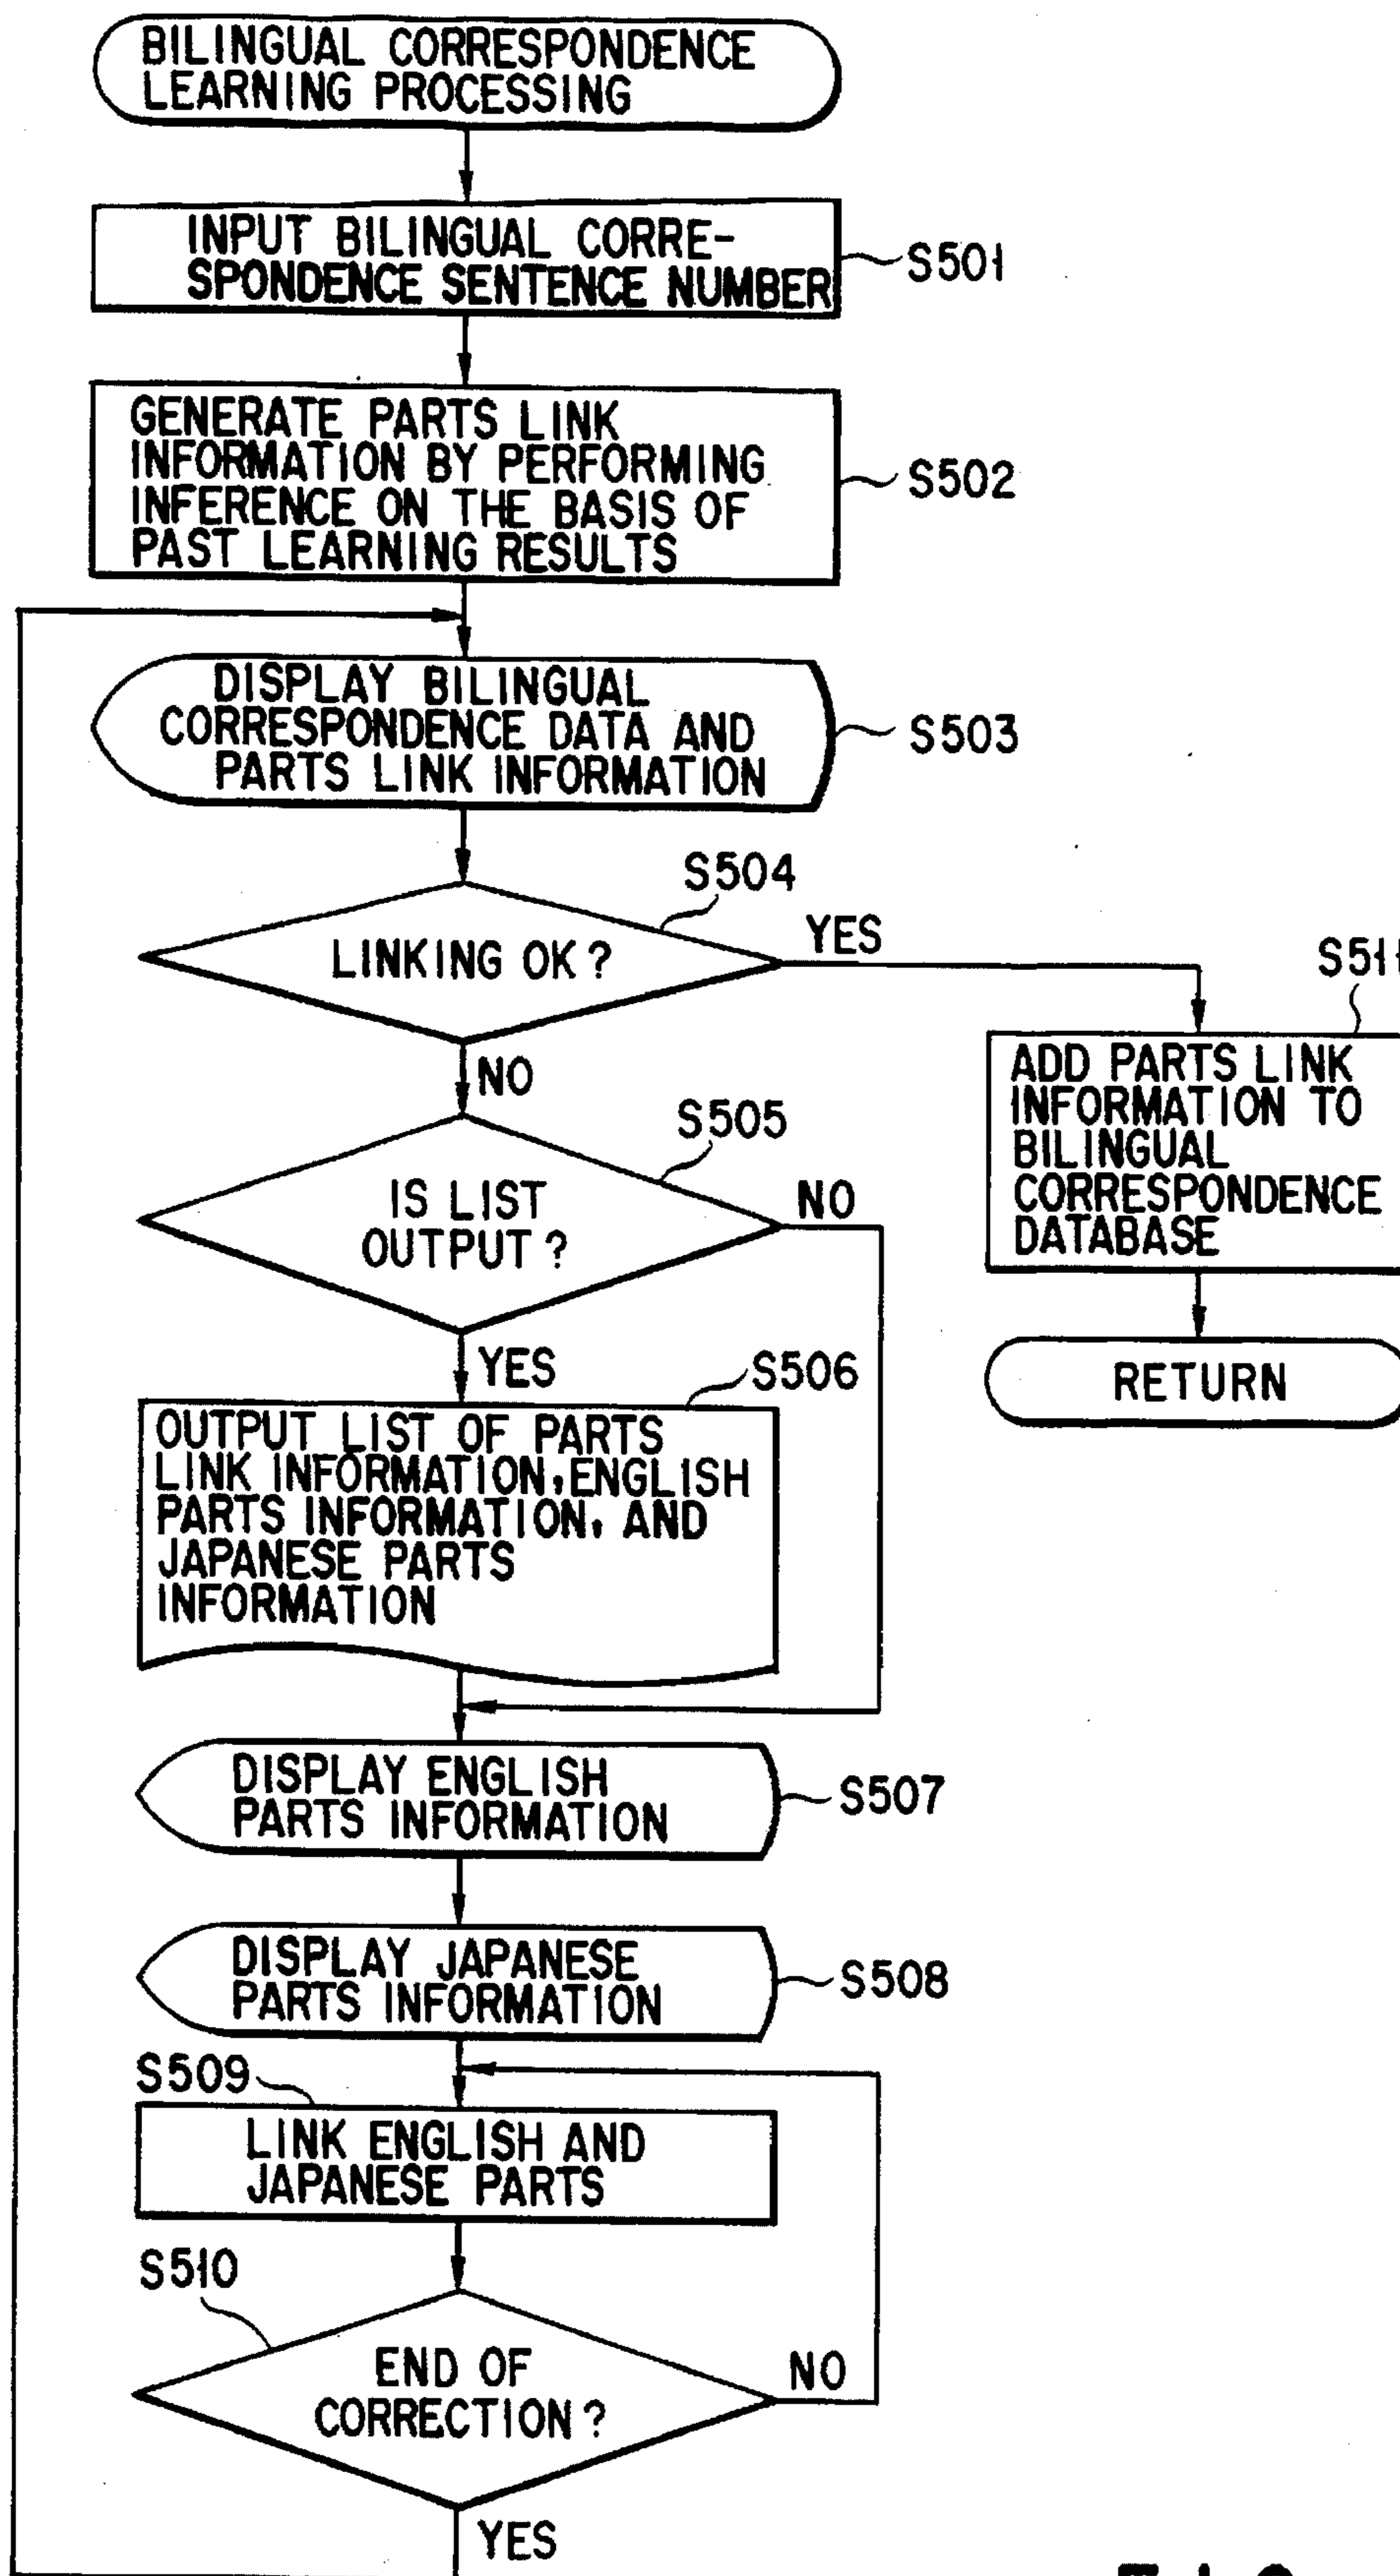 BILINGUAL CORRESPONDENCE
LEARNING PROCESSING
INPUT BILINGUAL CORRE-
SPONDENCE SENTENCE NUMBER
S501
GENERATE PARTS LINK
INFORMATION BY PERFORMING
INFERENCE ON THE BASIS OF
PAST LEARNING RESULTS
S502
DISPLAY BILINGUAL
CORRESPONDENCE DATA AND
PARTS LINK INFORMATION
S503
S504
LINKING OK?
YES
NO
S511
ADD PARTS LINK
INFORMATION TO
BILINGUAL
CORRESPONDENCE
DATABASE
RETURN
S505
IS LIST
OUTPUT?
NO
YES
S506
OUTPUT LIST OF PARTS
LINK INFORMATION, ENGLISH
PARTS INFORMATION, AND
JAPANESE PARTS
INFORMATION
DISPLAY ENGLISH
PARTS INFORMATION
S507
DISPLAY JAPANESE
PARTS INFORMATION
S508
S509
LINK ENGLISH AND
JAPANESE PARTS
S510
END OF
CORRECTION?
NO
YES